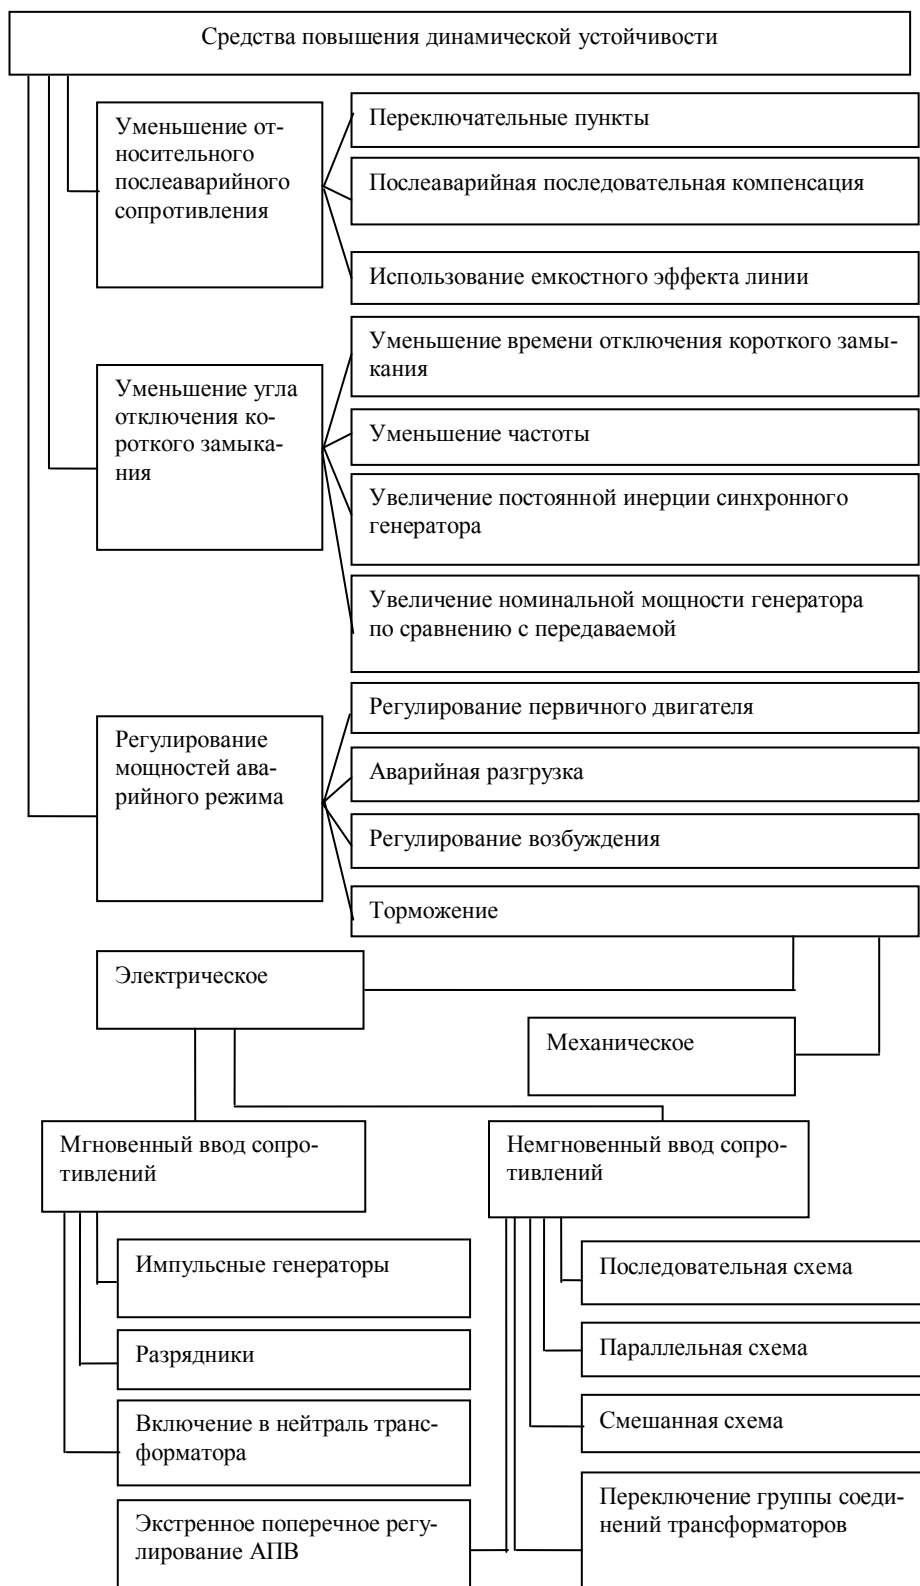 Средства повышения динамической устойчивости
Уменьшение от-
носительного
послеаварийного
сопротивления
Переключательные пункты
Послеаварийная последовательная компенсация
Использование емкостного эффекта линии
Уменьшение угла
отключения ко-
роткого замыка-
ния
Уменьшение времени отключения короткого замы-
кания
Уменьшение частоты
Увеличение постоянной инерции синхронного
генератора
Увеличение номинальной мощности генератора
по сравнению с передаваемой
Регулирование
мощностей ава-
рийного режима
Регулирование первичного двигателя
Аварийная разгрузка
Регулирование возбуждения
Торможение
Электрическое
Механическое
Мгновенный ввод сопро-
тивлений
Немгновенный ввод сопро-
тивлений
Импульсные генераторы
Разрядники
Включение в нейтраль транс-
форматора
Экстренное поперечное рег-
улирование АПВ
Последовательная схема
Параллельная схема
Смешанная схема
Переключение группы соеди-
нений трансформаторов